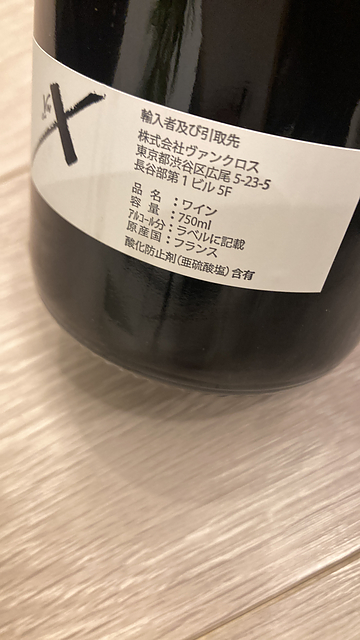 Vin
X
輸入者及び引取先
株式会社ヴァンクロス
東京都渋谷区広尾 5-23-5
長谷部第1ビル 5F
品 名 :ワイン
容 量 :750ml
アルコール分:ラベルに記載
原産国:フランス
酸化防止剤(亜硫酸塩)含有